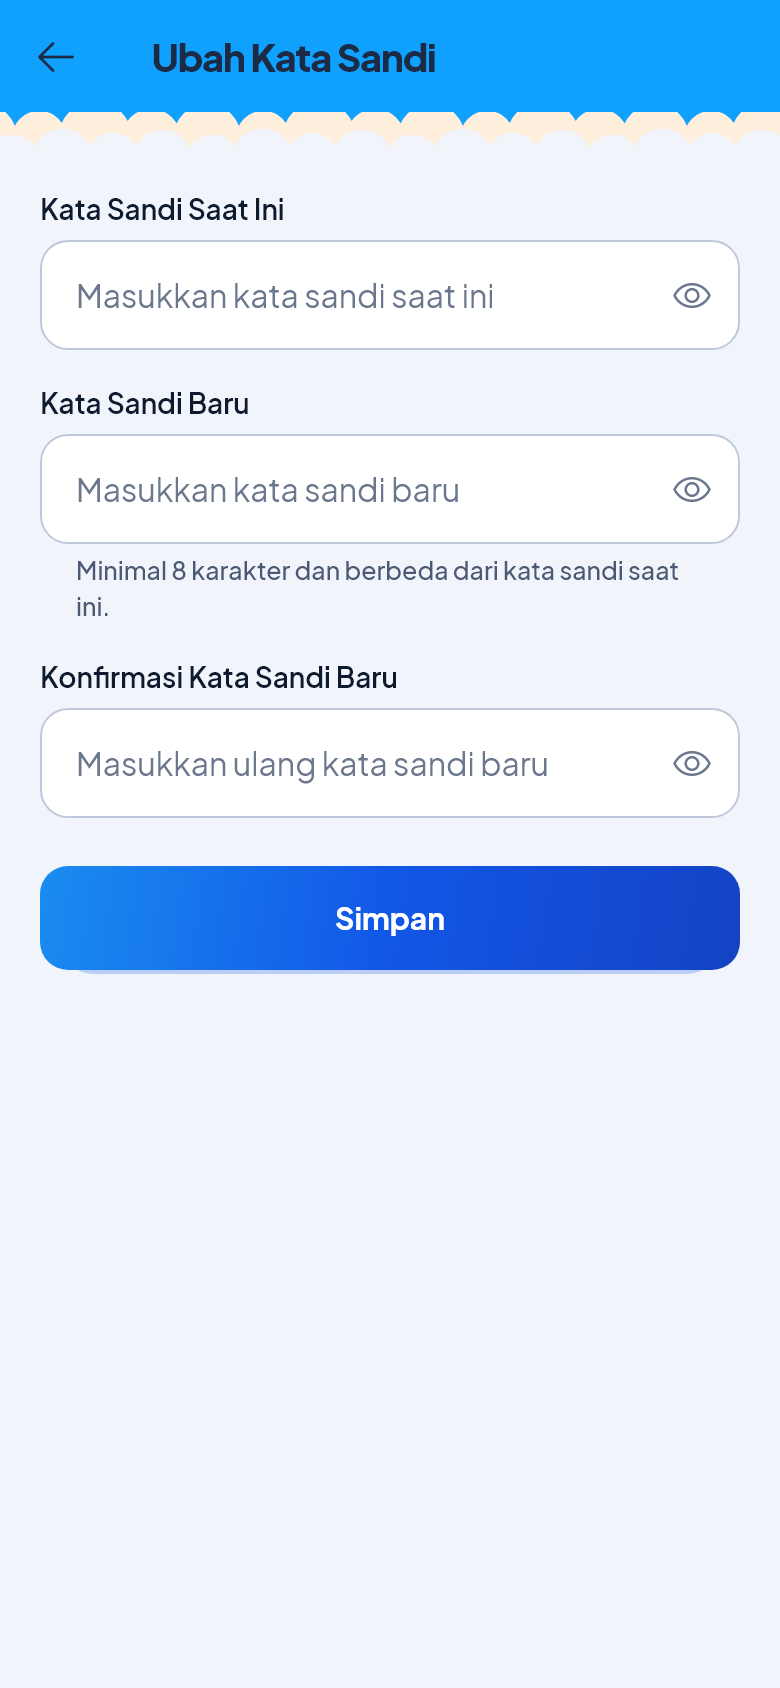 Ubah Kata Sandi
Kata Sandi Saat Ini
Masukkan kata sandi saat ini
Kata Sandi Baru
Masukkan kata sandi baru
Minimal 8 karakter dan berbeda dari kata sandi saat
ini.
Konfirmasi Kata Sandi Baru
Masukkan ulang kata sandi baru
Simpan